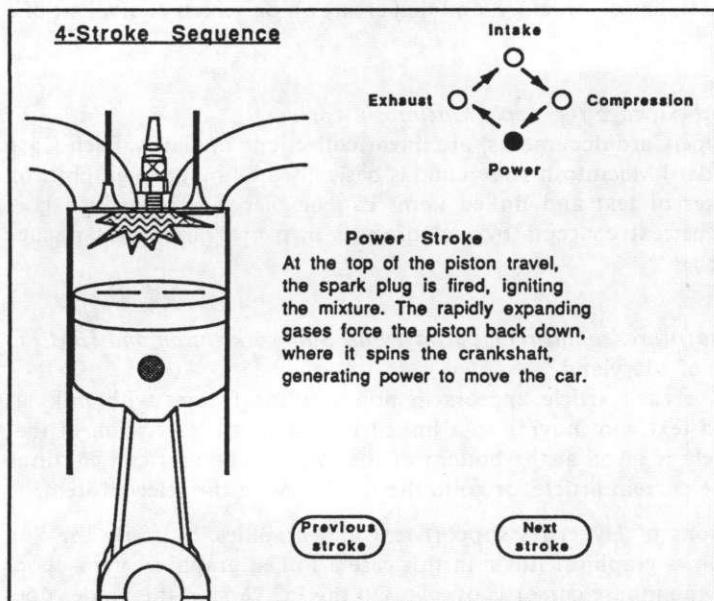 4-Stroke Sequence
Intake
Exhaust
Compression
Power
Power Stroke
At the top of the piston travel,
the spark plug is fired, igniting
the mixture. The rapidly expanding
gases force the piston back down,
where it spins the crankshaft,
generating power to move the car.
Previous
stroke
Next
stroke